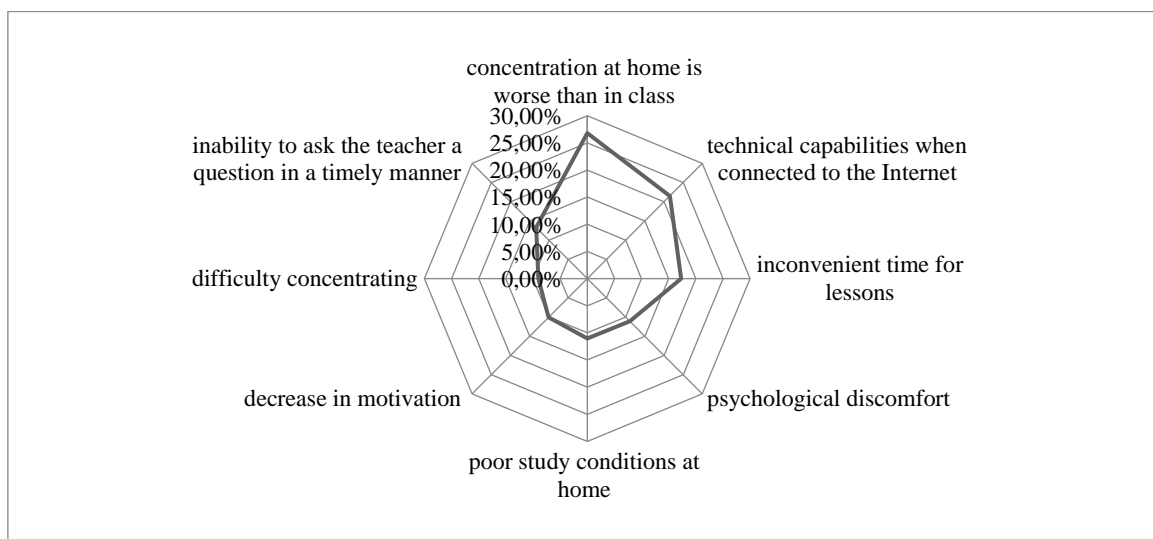 concentration at home is
worse than in class
30,00%
25,00%
20,00%
15,00%
10,00%
5,00%
0,00%
technical capabilities when
connected to the Internet
inconvenient time for
lessons
psychological discomfort
poor study conditions at
home
decrease in motivation
difficulty concentrating
inability to ask the teacher a
question in a timely manner